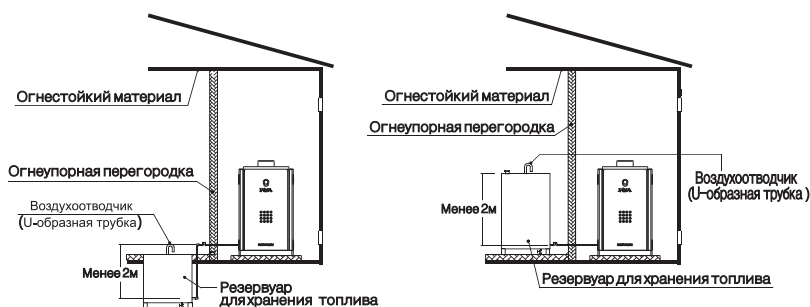 Огнестойкий материал
Огнеупорная перегородка
Воздухоотводчик
(U-образная трубка)
Менее 2м
Резервуар
для хранения топлива
Огнестойкий материал
Огнеупорная перегородка
Воздухоотводчик
(U-образная трубка )
Менее 2м
Резервуар для хранения топлива